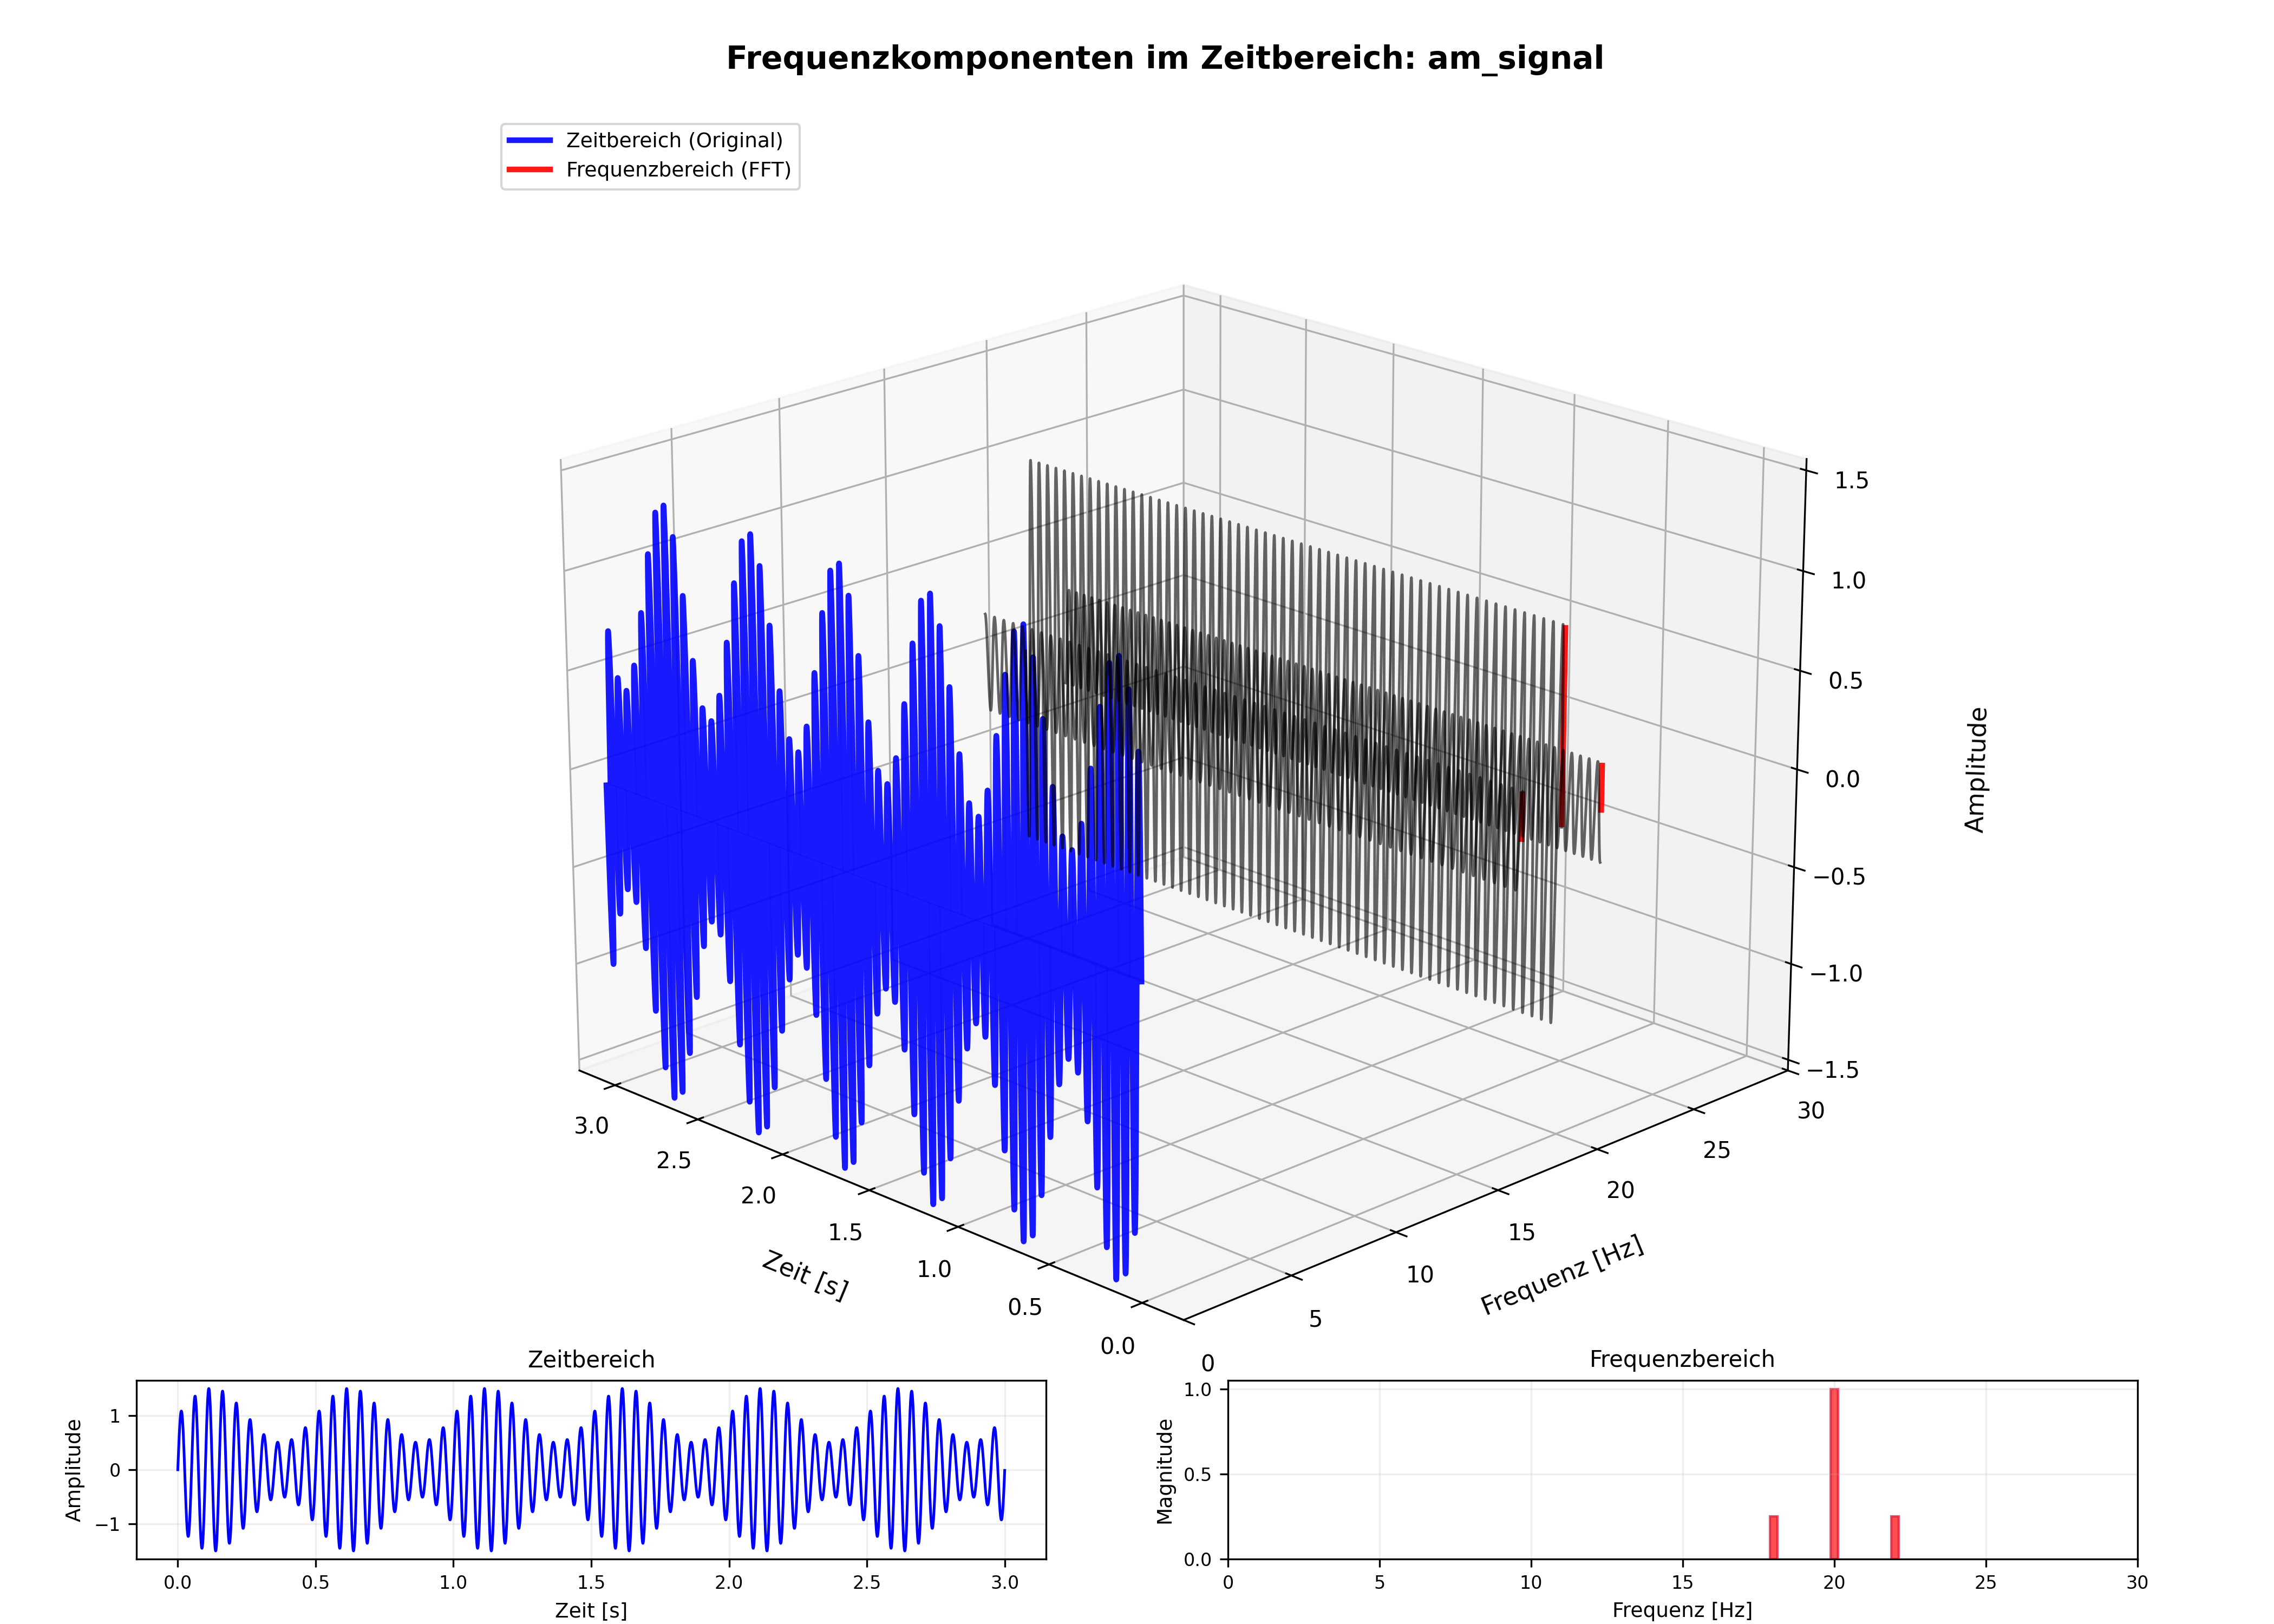 Frequenzkomponenten im Zeitbereich: am_signal
Zeitbereich (Original)
Frequenzbereich (FFT)
1.5
1.0
0.5
0.0
−0.5
−1.0
−1.5
Amplitude
3.0
2.5
2.0
1.5
1.0
0.5
0.0
Zeit [s]
0
5
10
15
20
25
30
Frequenz [Hz]
Zeitbereich
Amplitude
1
0
−1
0.0 0.5 1.0 1.5 2.0 2.5 3.0
Zeit [s]
Frequenzbereich
Magnitude
1.0
0.5
0.0
0 5 10 15 20 25 30
Frequenz [Hz]